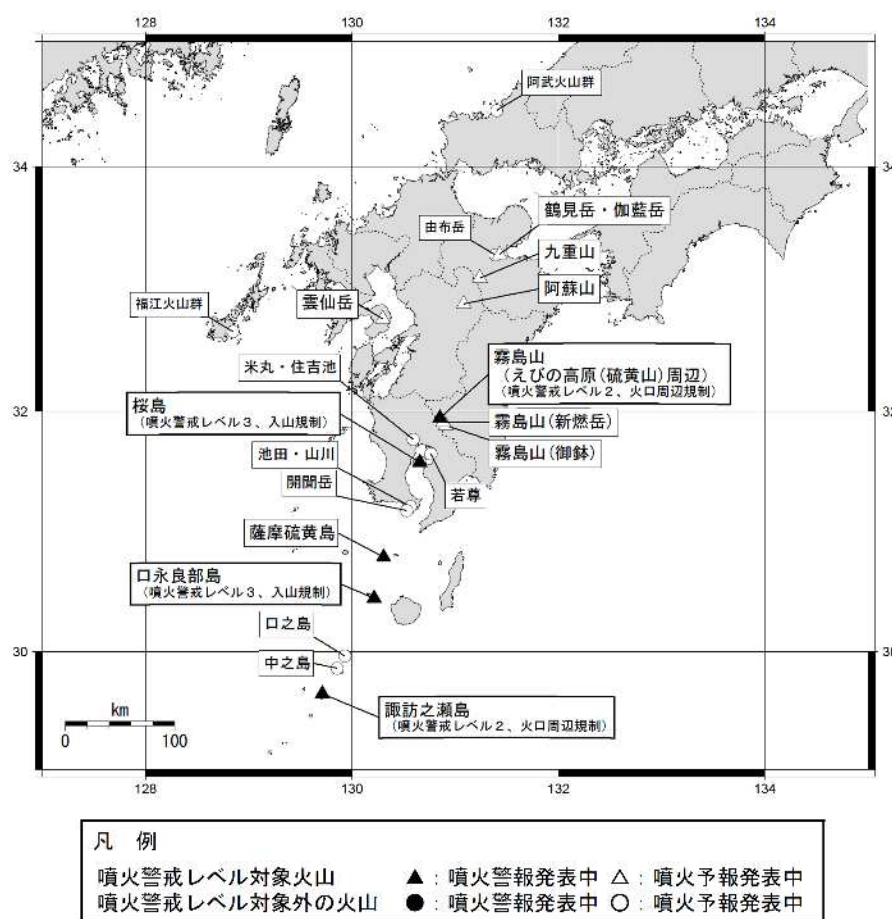 128
130
132
134
阿武火山群
34
34
鶴見岳・伽藍岳
由布岳
九重山
阿蘇山
雲仙岳
福江火山群
米丸・住吉池
霧島山
(えびの高原(硫黄山)周辺)
(噴火警戒レベル2、火口周辺規制)
桜島
(噴火警戒レベル3、入山規制)
32
霧島山(新燃岳)
霧島山(御鉢)
池田・山川
開聞岳
若尊
薩摩硫黄島
口永良部島
(噴火警戒レベル3、入山規制)
口之島
30
中之島
諏訪之瀬島
(噴火警戒レベル2、火口周辺規制)
km
0 100
128
130
132
134
凡 例
噴火警戒レベル対象火山 ▲:噴火警報発表中 △:噴火予報発表中
噴火警戒レベル対象外の火山 ●:噴火警報発表中 ○:噴火予報発表中